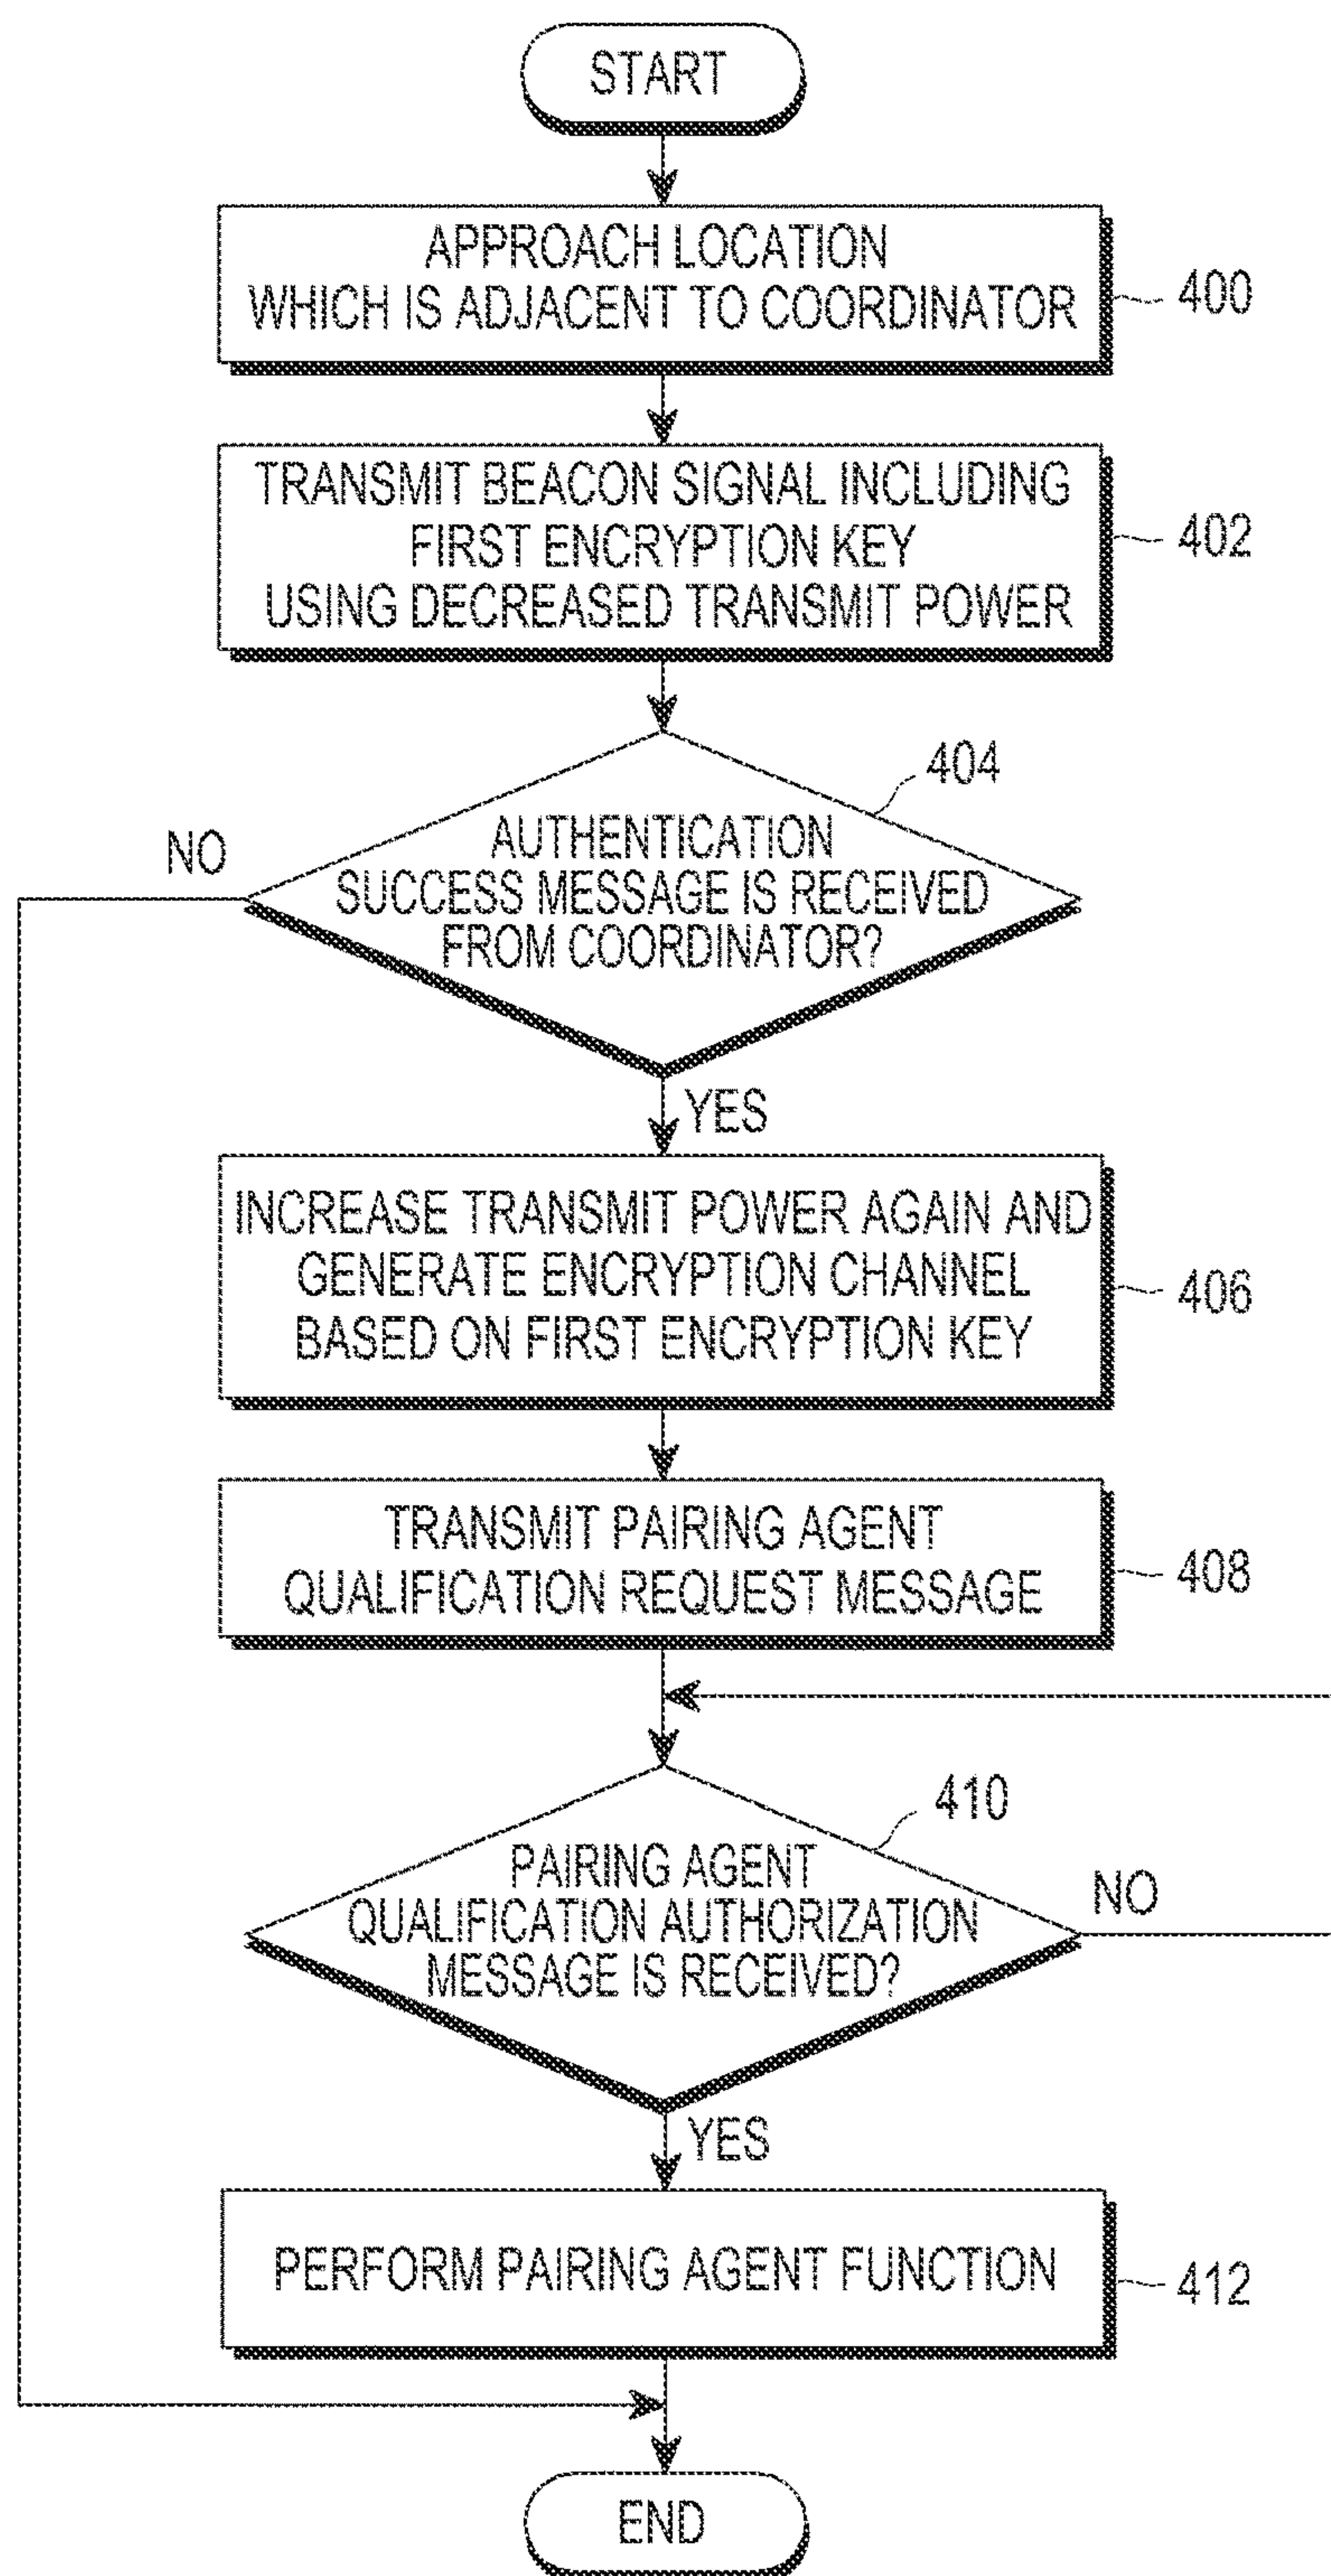 START
APPROACH LOCATION
WHICH IS ADJACENT TO COORDINATOR
400
TRANSMIT BEACON SIGNAL INCLUDING
FIRST ENCRYPTION KEY
USING DECREASED TRANSMIT POWER
402
404
NO
AUTHENTICATION
SUCCESS MESSAGE IS RECEIVED
FROM COORDINATOR?
YES
INCREASE TRANSMIT POWER AGAIN AND
GENERATE ENCRYPTION CHANNEL
BASED ON FIRST ENCRYPTION KEY
406
TRANSMIT PAIRING AGENT
QUALIFICATION REQUEST MESSAGE
408
410
PAIRING AGENT
QUALIFICATION AUTHORIZATION
MESSAGE IS RECEIVED?
NO
YES
PERFORM PAIRING AGENT FUNCTION
412
END